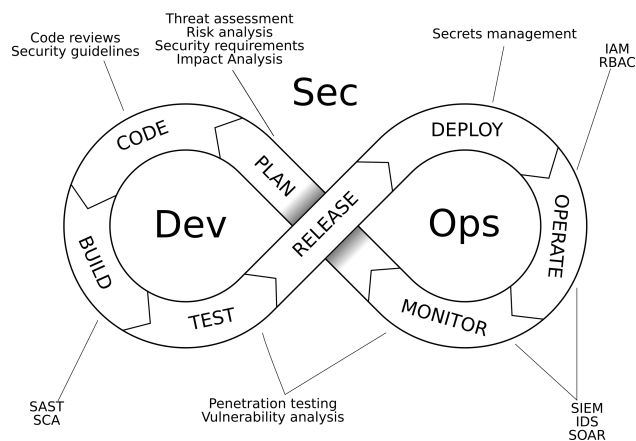 Threat assessment
Risk analysis
Security requirements
Impact Analysis
Code reviews
Security guidelines
Secrets management
IAM
RBAC
Sec
CODE
PLAN
DEPLOY
RELEASE
OPERATE
Dev
Ops
BUILD
TEST
MONITOR
SAST
SCA
Penetration testing
Vulnerability analysis
SIEM
IDS
SOAR